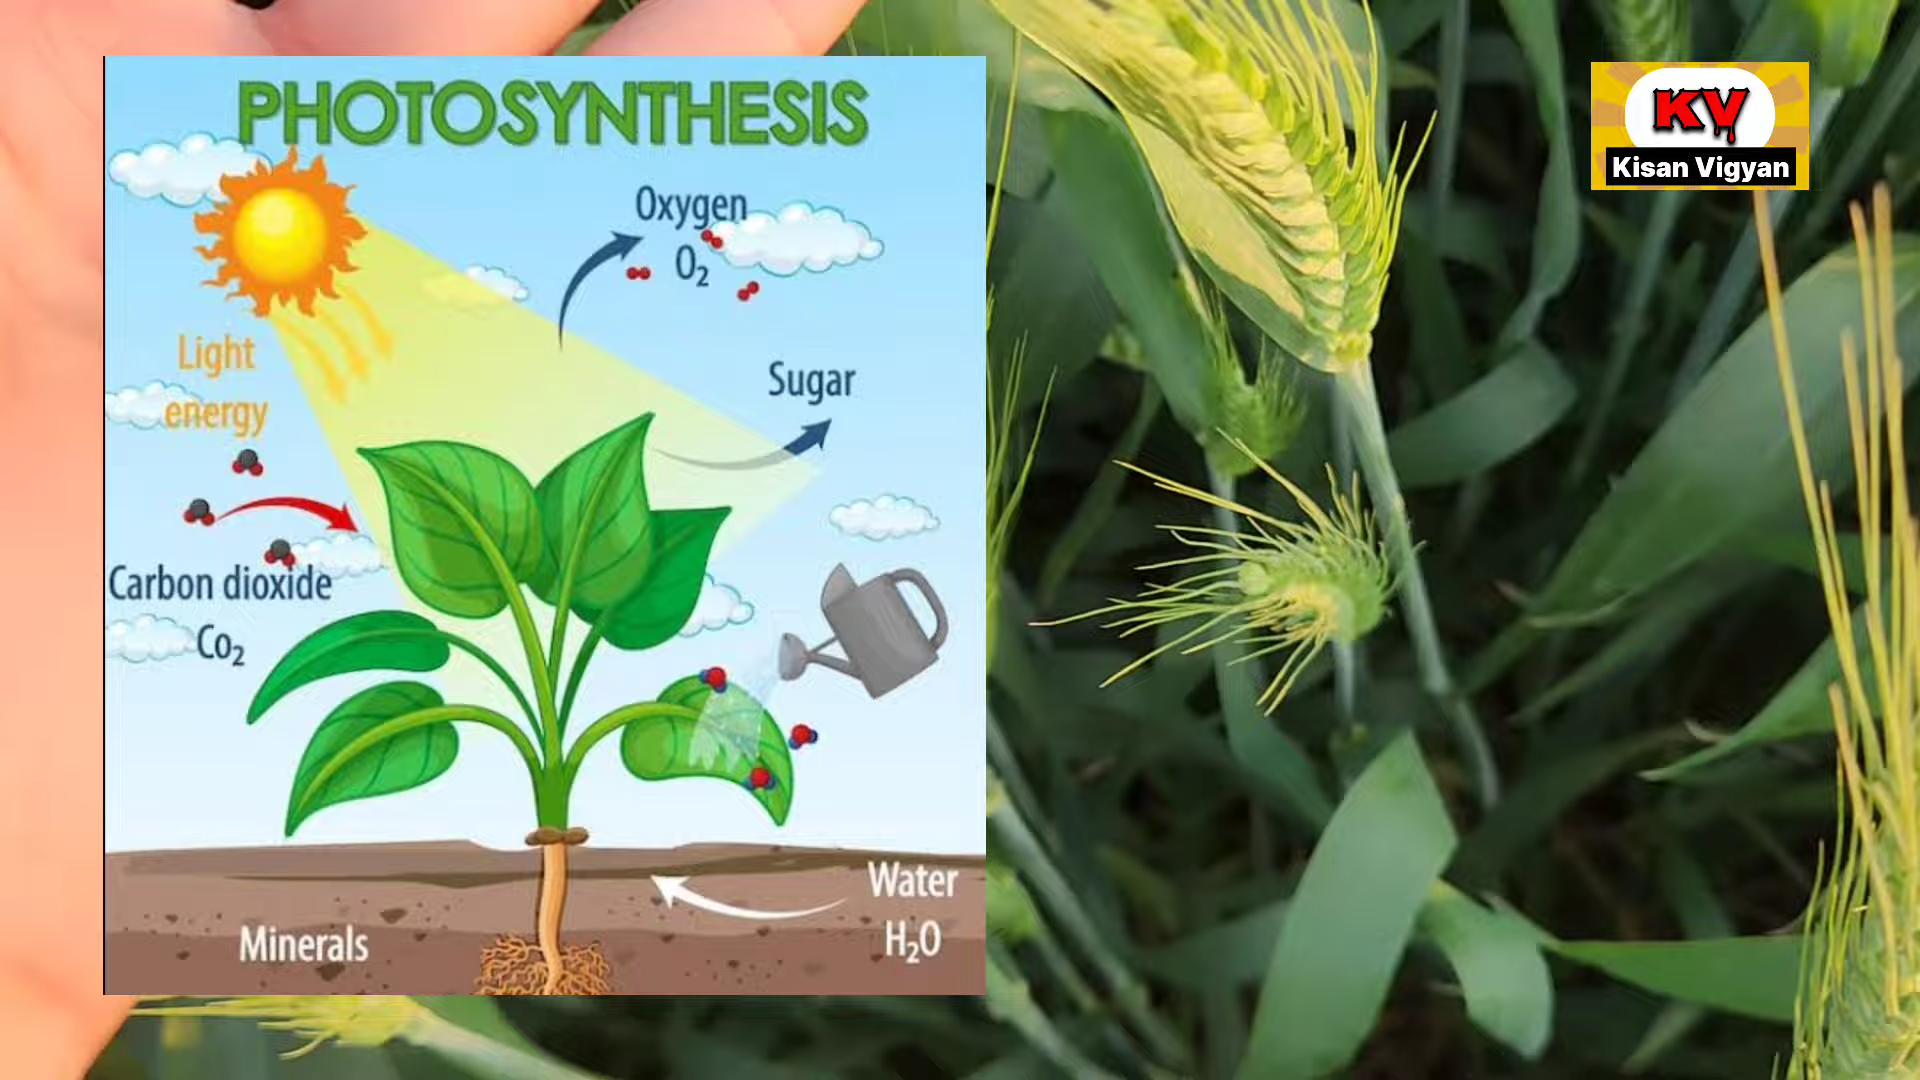 PHOTOSYNTHESIS
Oxygen
O₂
Light
energy
Sugar
Carbon dioxide
Co₂
Water
H₂O
Minerals
KV
Kisan Vigyan